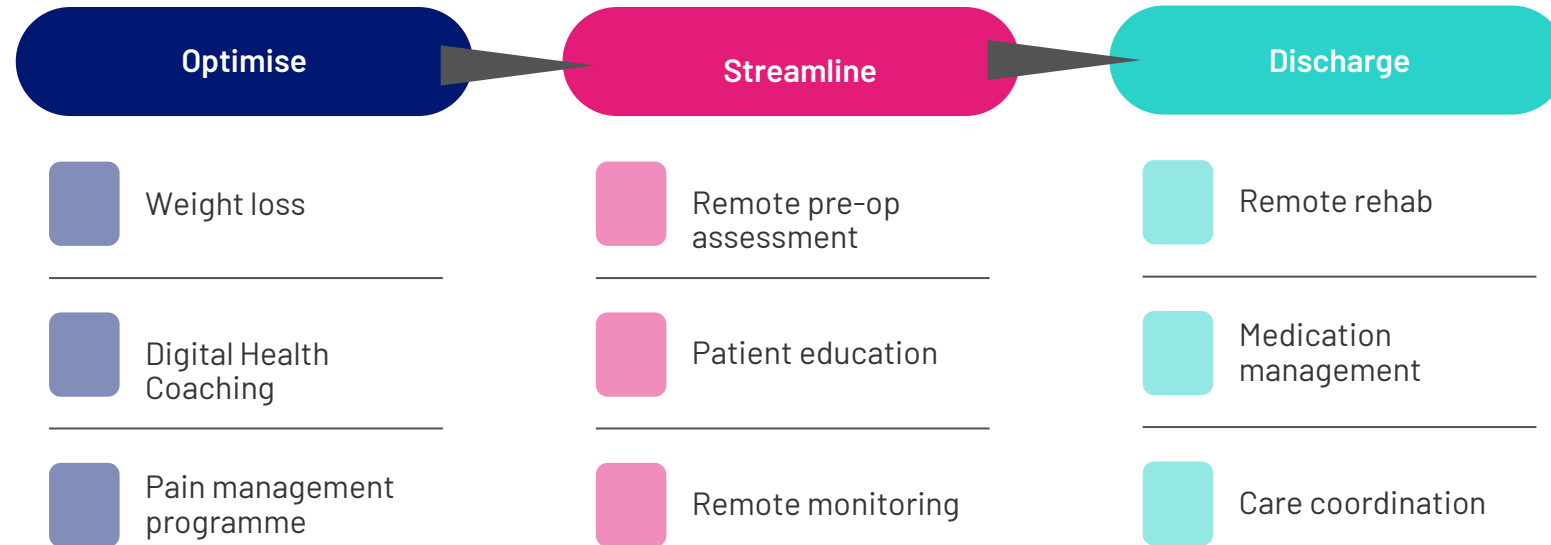 Optimise
Weight loss
Digital Health
Coaching
Pain management
programme
Streamline
Remote pre-op
assessment
Patient education
Remote monitoring
Discharge
Remote rehab
Medication
management
Care coordination